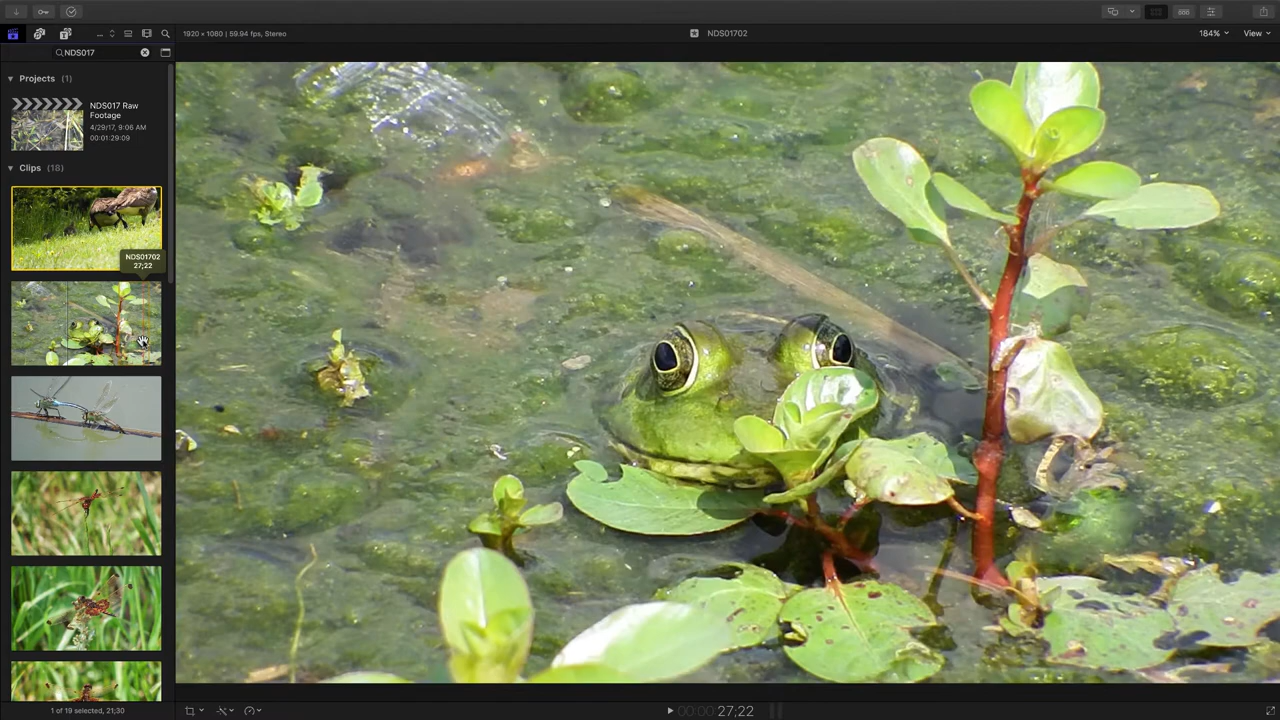 1920 × 1080 | 59.94 fps, Stereo
NDS01702
184%
View
NDS017
Projects (1)
NDS017 Raw
Footage
4/29/17, 9:06 AM
00:01:29:09
Clips (18)
NDS01702
27;22
1 of 19 selected, 21;30
00:00:27;22